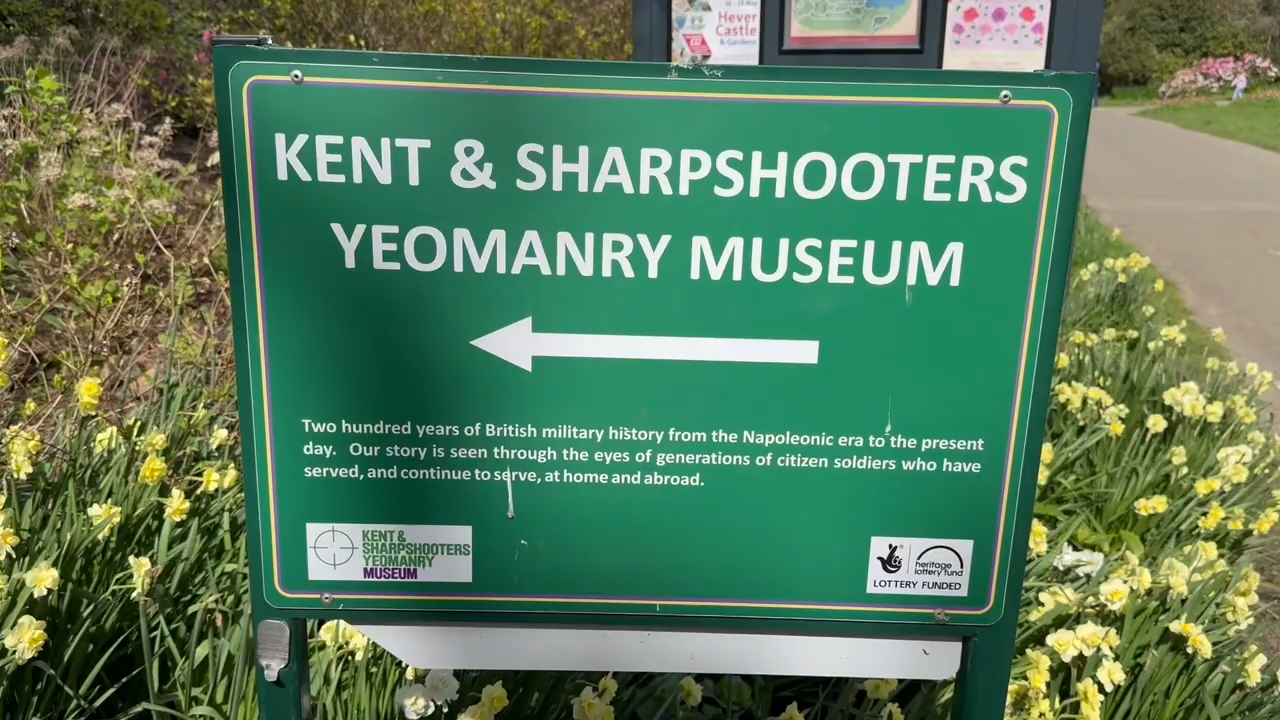 Hever
Castle
& Gardens
KENT & SHARPSHOOTERS
YEOMANRY MUSEUM
Two hundred years of British military history from the Napoleonic era to the present
day. Our story is seen through the eyes of generations of citizen soldiers who have
served, and continue to serve, at home and abroad.
KENT &
SHARPSHOOTERS
YEOMANRY
MUSEUM
heritage
lottery fund
LOTTERY FUNDED